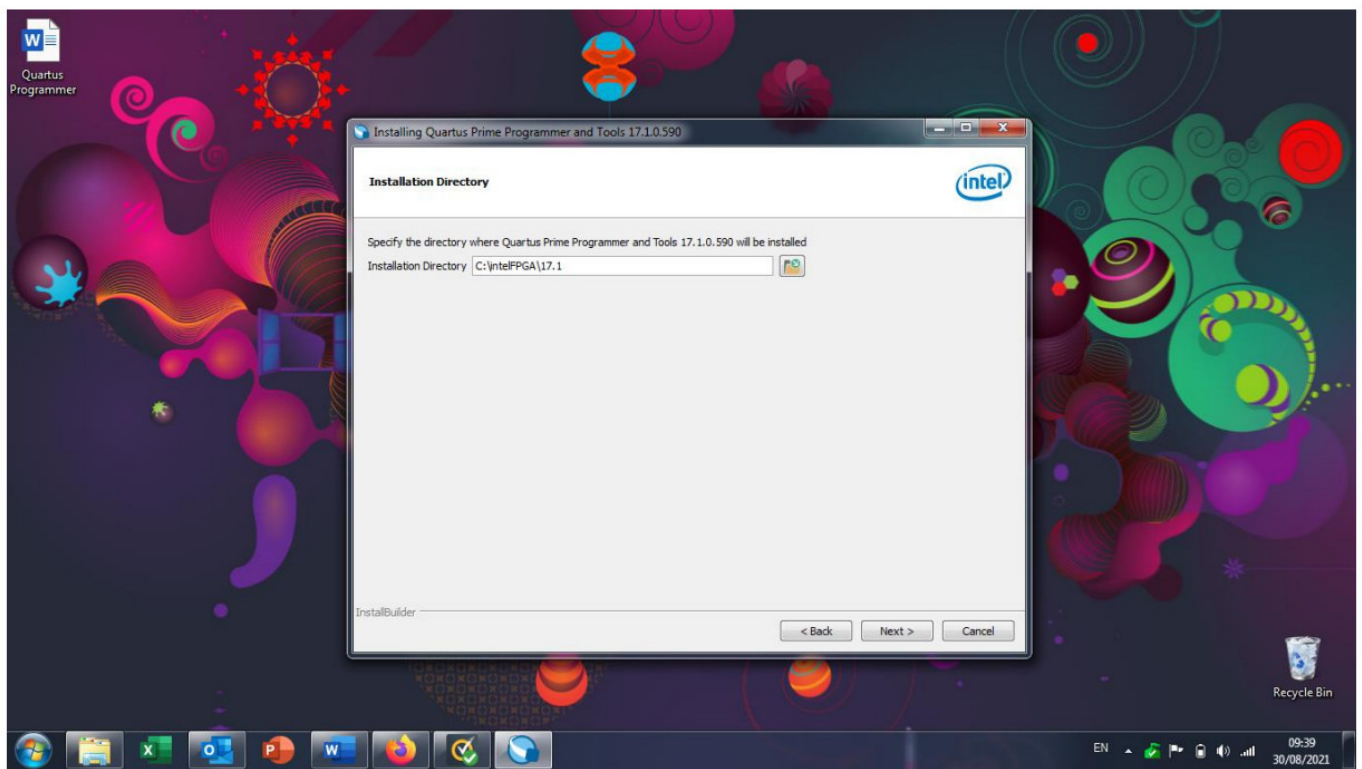 Quartus
Programmer
Installing Quartus Prime Programmer and Tools 17.1.0.590
Installation Directory
intel
Specify the directory where Quartus Prime Programmer and Tools 17.1.0.590 will be installed
Installation Directory C:\intelFPGA\17.1
InstallBuilder
< Back Next > Cancel
Recycle Bin
EN
09:39
30/08/2021